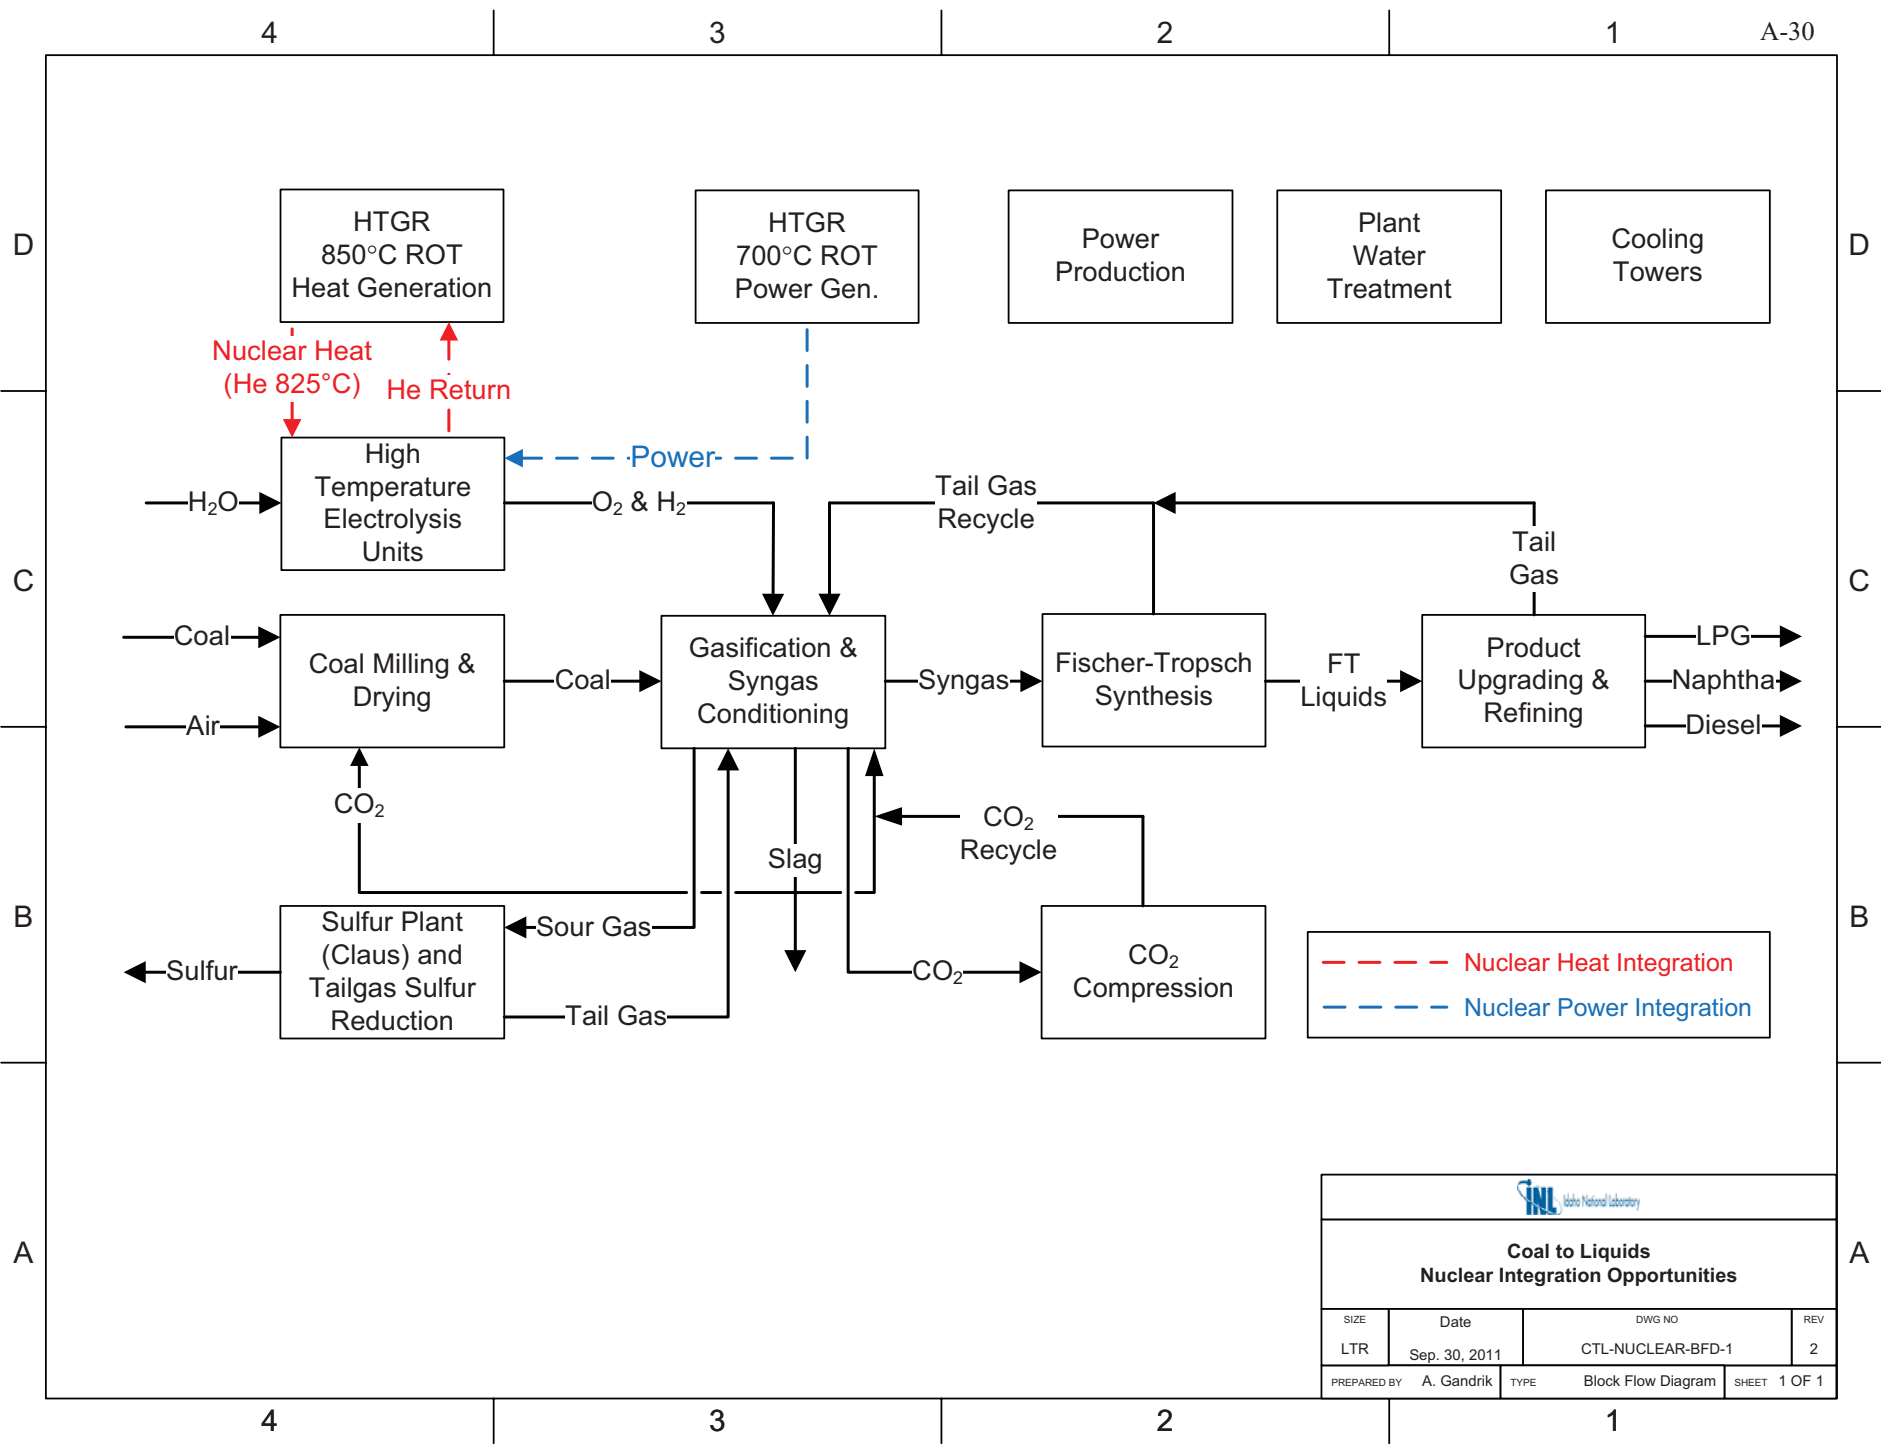 4
3
2
1
A-30
D
HTGR
850°C ROT
Heat Generation
HTGR
700°C ROT
Power Gen.
Power
Production
Plant
Water
Treatment
Cooling
Towers
D
Nuclear Heat
(He 825°C)
He Return
High
Temperature
Electrolysis
Units
Power
H₂O
O₂ & H₂
Tail Gas
Recycle
Tail
Gas
C
C
Coal
Air
Coal Milling &
Drying
Coal
Gasification &
Syngas
Conditioning
Syngas
Fischer-Tropsch
Synthesis
FT
Liquids
Product
Upgrading &
Refining
LPG
Naphtha
Diesel
CO₂
Slag
CO₂
Recycle
B
B
Sulfur
Sulfur Plant
(Claus) and
Tailgas Sulfur
Reduction
Sour Gas
Tail Gas
CO₂
CO₂
Compression
Nuclear Heat Integration
Nuclear Power Integration
A
A
INL Idaho National Laboratory
Coal to Liquids
Nuclear Integration Opportunities
SIZE
LTR
Date
Sep. 30, 2011
DWG NO
CTL-NUCLEAR-BFD-1
REV
2
PREPARED BY A. Gandrik
TYPE Block Flow Diagram
SHEET 1 OF 1
4
3
2
1